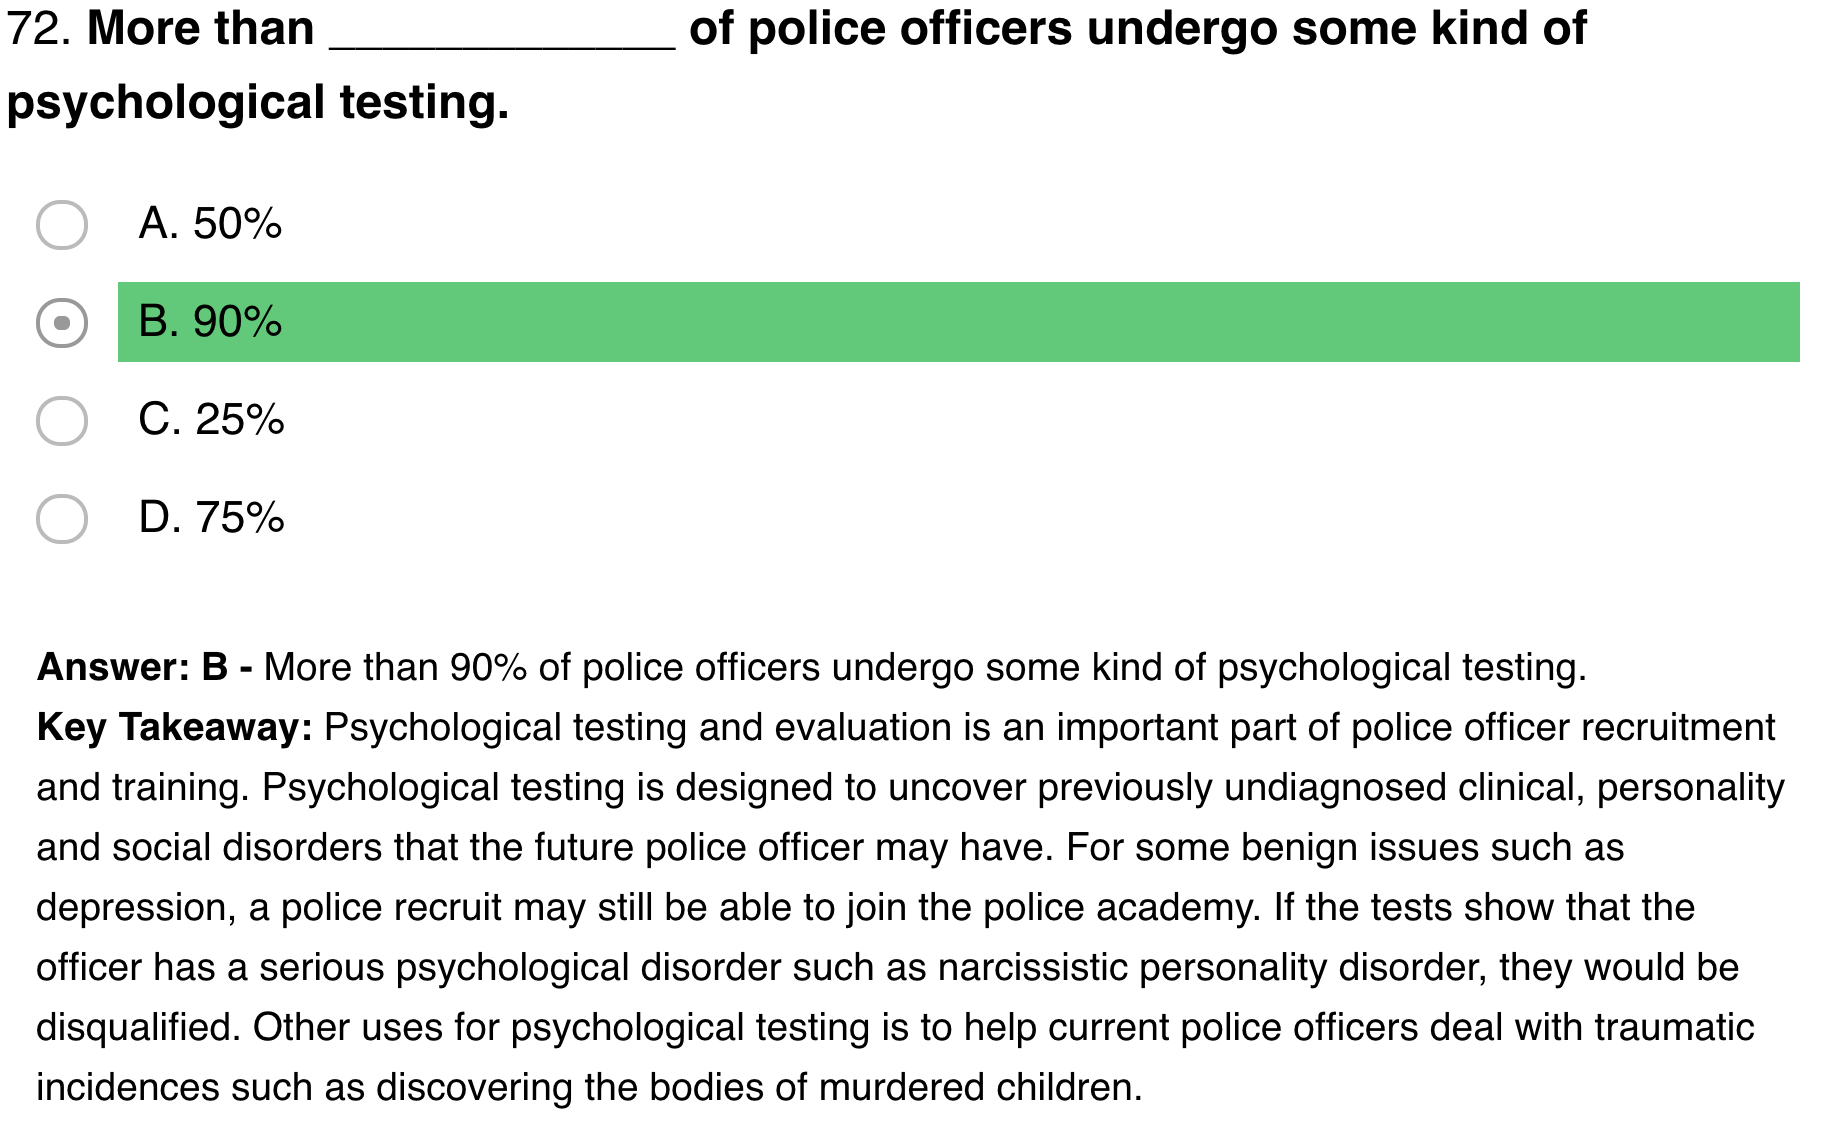 72. More than ______________ of police officers undergo some kind of
psychological testing.
A. 50%
B. 90%
C. 25%
D. 75%
Answer: B - More than 90% of police officers undergo some kind of psychological testing.
Key Takeaway: Psychological testing and evaluation is an important part of police officer recruitment
and training. Psychological testing is designed to uncover previously undiagnosed clinical, personality
and social disorders that the future police officer may have. For some benign issues such as
depression, a police recruit may still be able to join the police academy. If the tests show that the
officer has a serious psychological disorder such as narcissistic personality disorder, they would be
disqualified. Other uses for psychological testing is to help current police officers deal with traumatic
incidences such as discovering the bodies of murdered children.